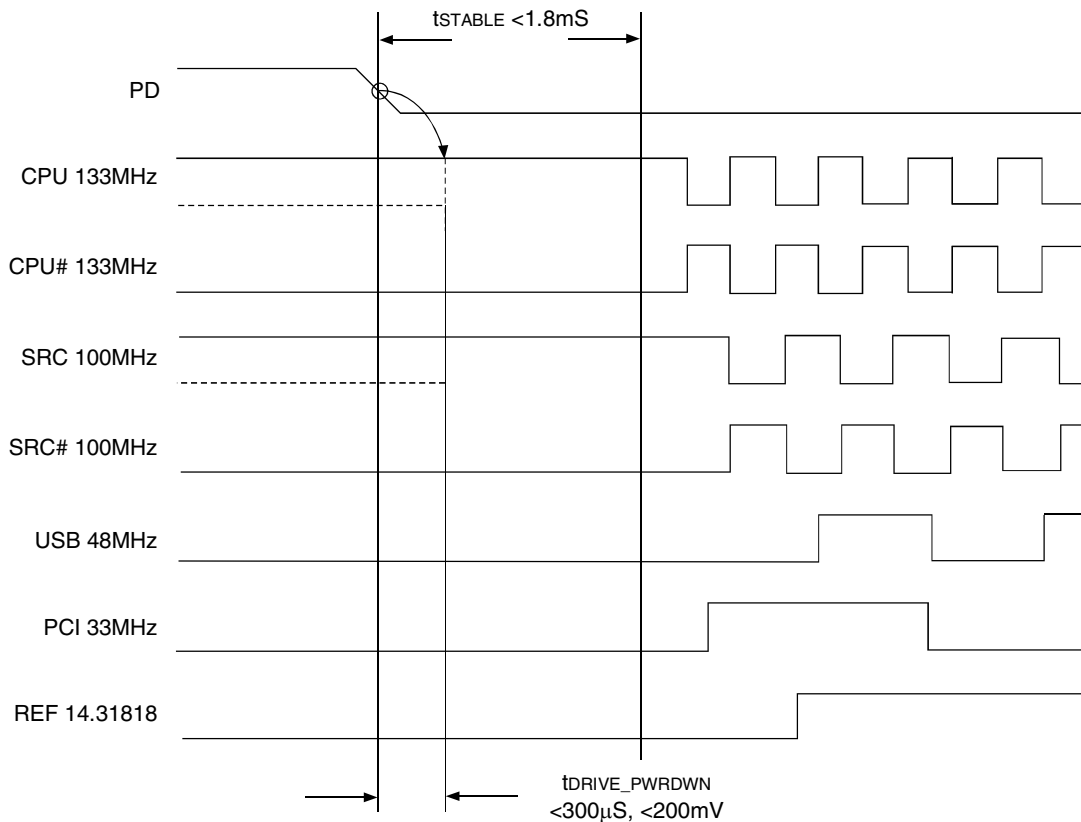 tSTABLE <1.8mS
PD
CPU 133MHz
CPU# 133MHz
SRC 100MHz
SRC# 100MHz
USB 48MHz
PCI 33MHz
REF 14.31818
tDRIVE_PWRDWN
<300μS, <200mV